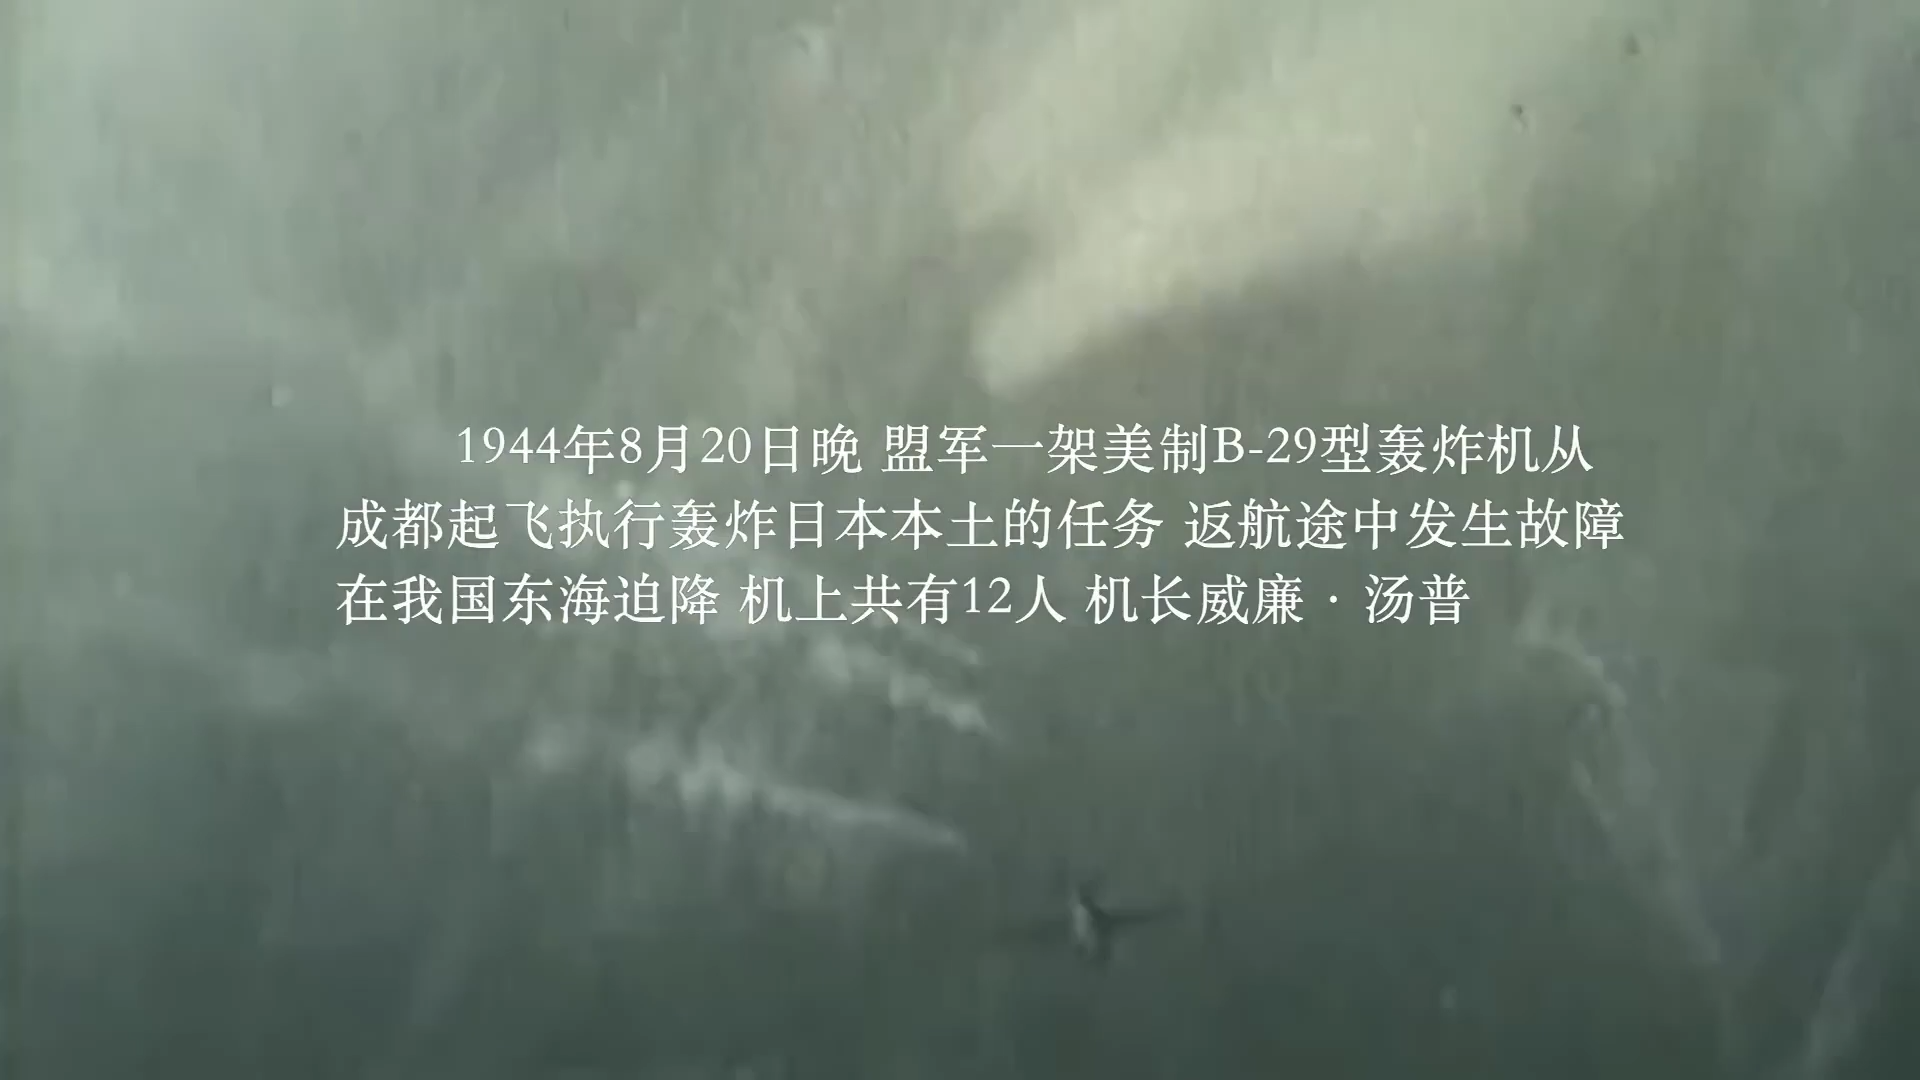 1944年8月20日晚 盟军一架美制B-29型轰炸机从
成都起飞执行轰炸日本本土的任务 返航途中发生故障
在我国东海迫降 机上共有12人 机长威廉·汤普